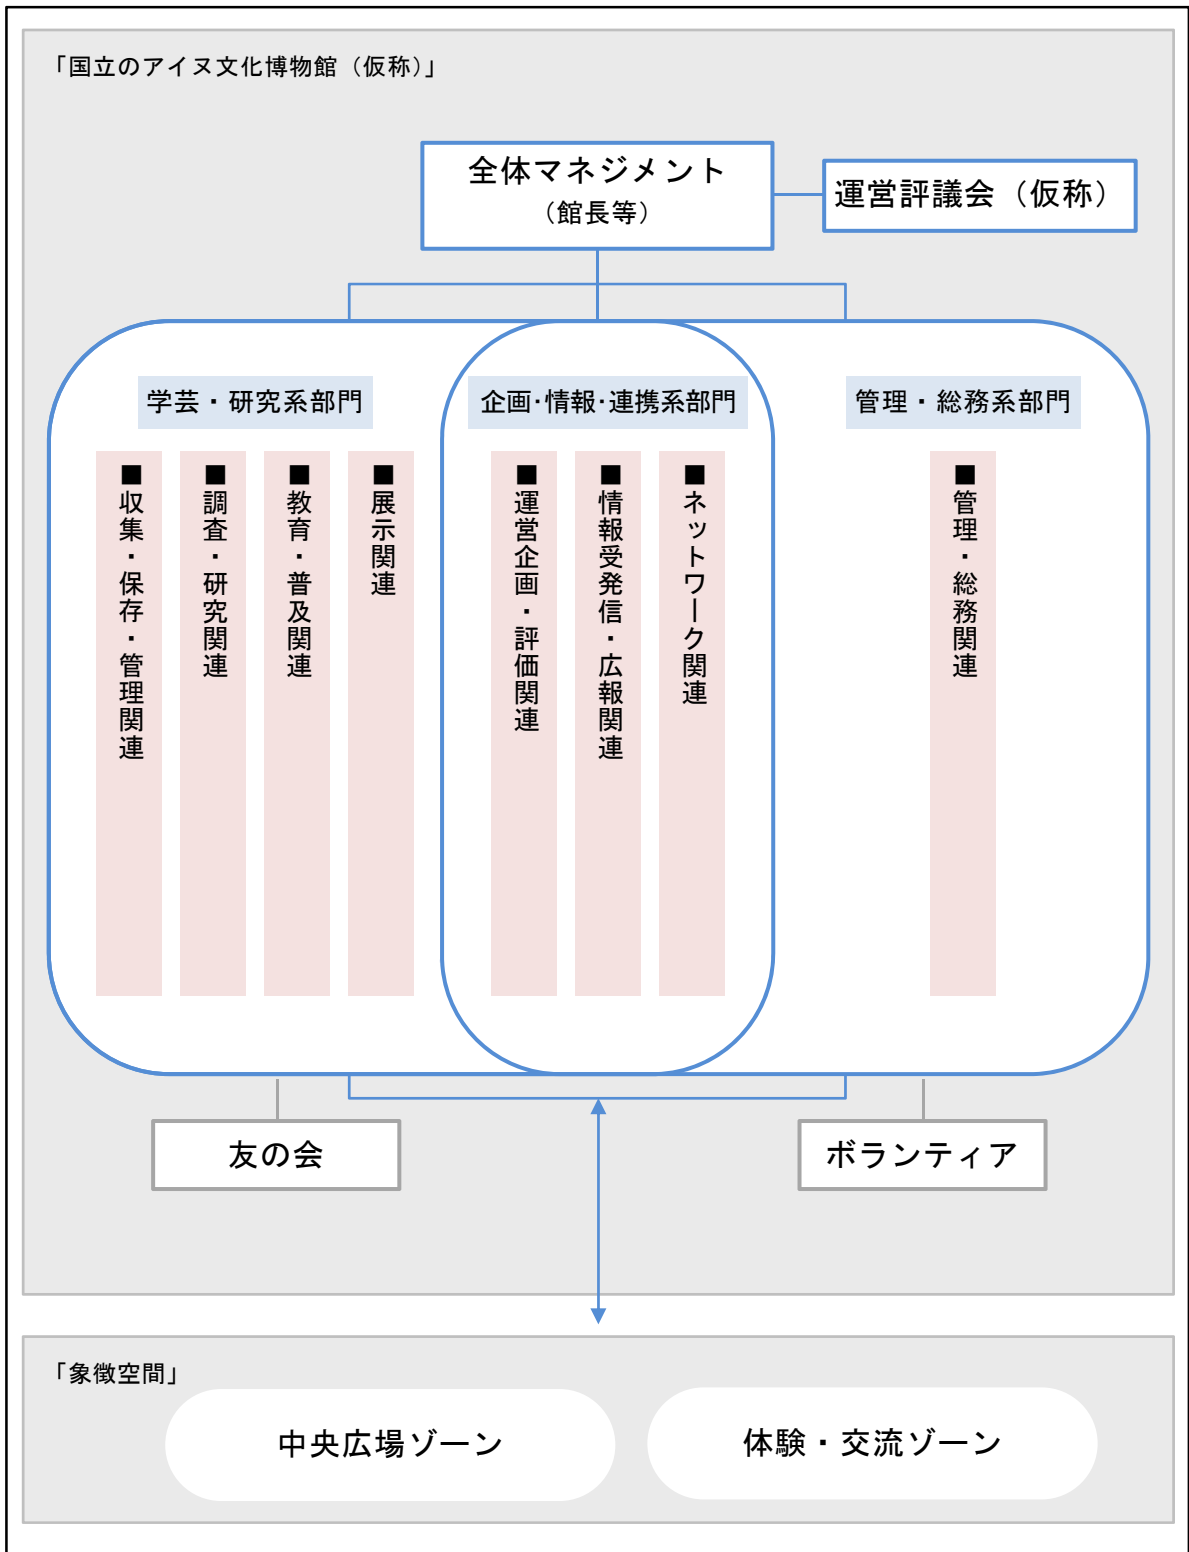 「国立のアイヌ文化博物館（仮称）」
全体マネジメント
（館長等）
運営評議会（仮称）
学芸・研究系部門
企画・情報・連携系部門
管理・総務系部門
■収集・保存・管理関連
■調査・研究関連
■教育・普及関連
■展示関連
■運営企画・評価関連
■情報受発信・広報関連
■ネットワーク関連
■管理・総務関連
友の会
ボランティア
「象徴空間」
中央広場ゾーン
体験・交流ゾーン